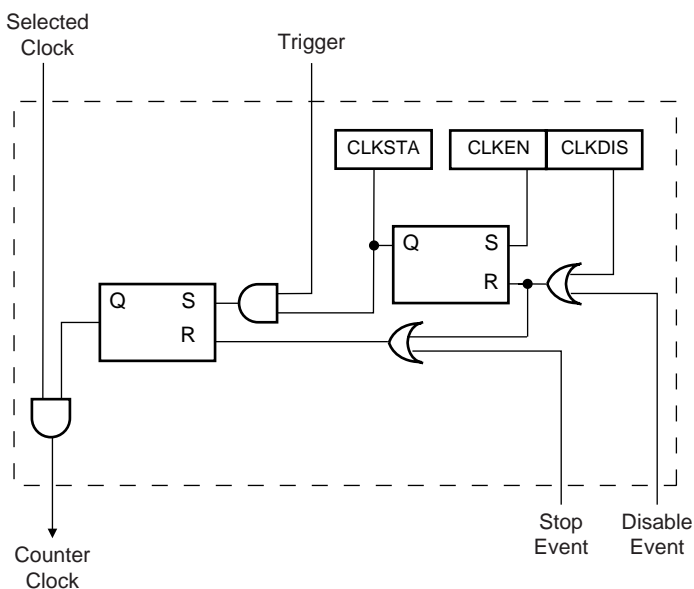 Selected
Clock
Trigger
CLKSTA
CLKEN
CLKDIS
Q
S
R
Q
S
R
Stop
Event
Disable
Event
Counter
Clock